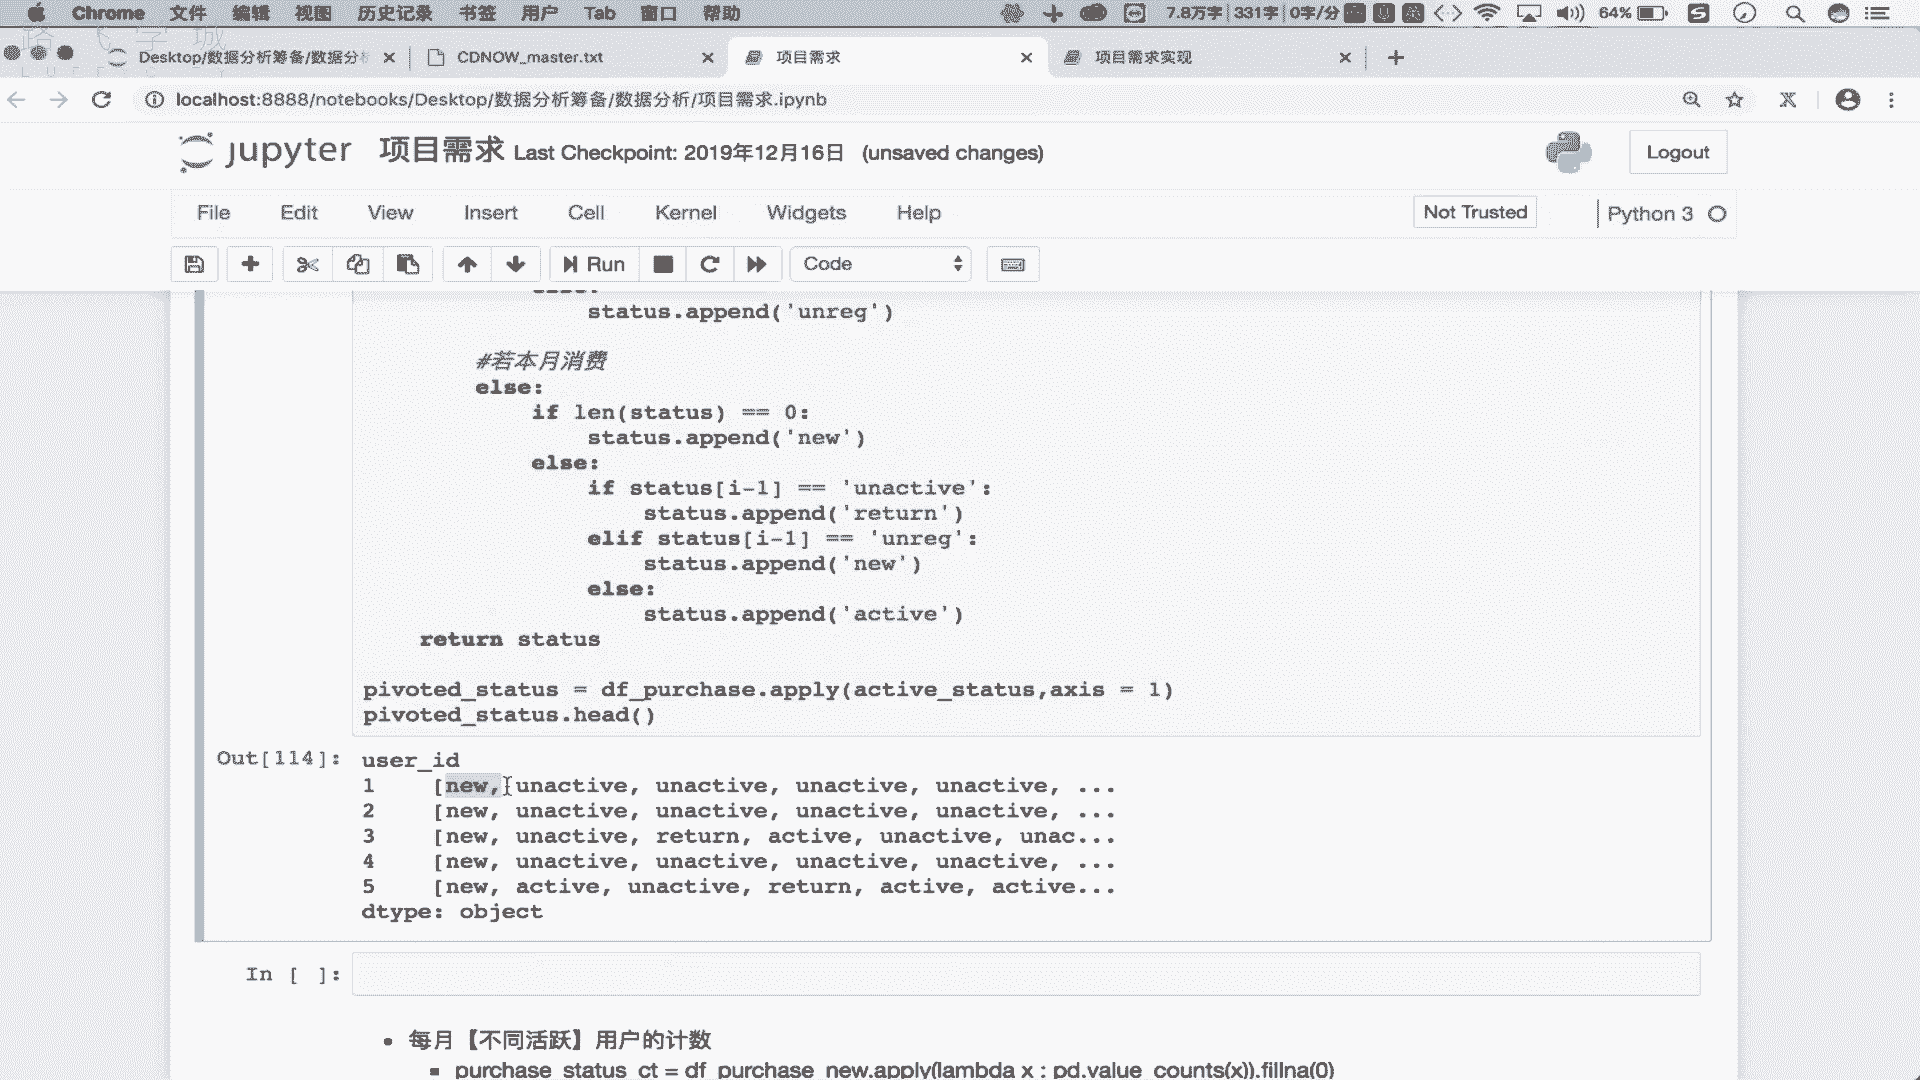 Chrome 文件 编辑 视图 历史记录 书签 用户 Tab 窗口 帮助 7.8万字 331字 0字/分 64%
Desktop/数据分析筹备/数据分 CDNOW_master.txt 项目需求 项目需求实现
localhost:8888/notebooks/Desktop/数据分析筹备/数据分析/项目需求.ipynb
jupyter 项目需求 Last Checkpoint: 2019年12月16日 (unsaved changes) Logout
File Edit View Insert Cell Kernel Widgets Help Not Trusted Python 3
Run Code
status.append('unreg')
#若本月消费
else:
if len(status) == 0:
status.append('new')
else:
if status[i-1] == 'unactive':
status.append('return')
elif status[i-1] == 'unreg':
status.append('new')
else:
status.append('active')
return status
pivoted_status = df_purchase.apply(active_status,axis = 1)
pivoted_status.head()
Out[114]: user_id
1 [new, unactive, unactive, unactive, unactive, ...
2 [new, unactive, unactive, unactive, unactive, ...
3 [new, unactive, return, active, unactive, unac...
4 [new, unactive, unactive, unactive, unactive, ...
5 [new, active, unactive, return, active, active...
dtype: object
In [ ]:
• 每月【不同活跃】用户的计数
▪ purchase_status_ct = df_purchase_new.apply(lambda x : pd.value_counts(x)).fillna(0)